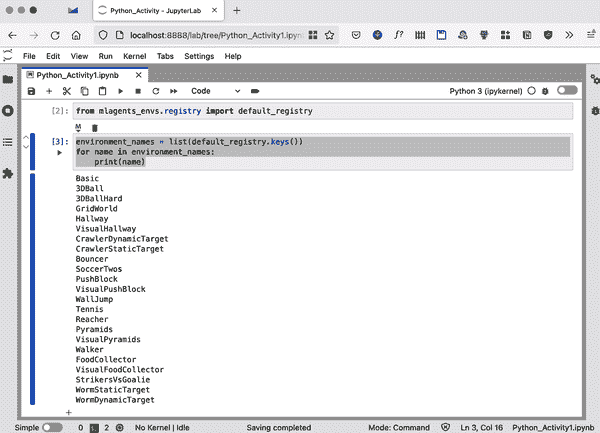 Python_Activity - JupyterLab
localhost:8888/lab/tree/Python_Activity1.ipynb
File Edit View Run Kernel Tabs Settings Help
Python_Activity1.ipynb
Code
Python 3 (ipykernel)
[2]: from mlagents_envs.registry import default_registry
[3]: environment_names = list(default_registry.keys())
for name in environment_names:
print(name)
Basic
3DBall
3DBallHard
GridWorld
Hallway
VisualHallway
CrawlerDynamicTarget
CrawlerStaticTarget
Bouncer
SoccerTwos
PushBlock
VisualPushBlock
WallJump
Tennis
Reacher
Pyramids
VisualPyramids
Walker
FoodCollector
VisualFoodCollector
StrikersVsGoalie
WormStaticTarget
WormDynamicTarget
Simple 0 2 No Kernel | Idle Saving completed Mode: Command Ln 3, Col 16 Python_Activity1.ipynb